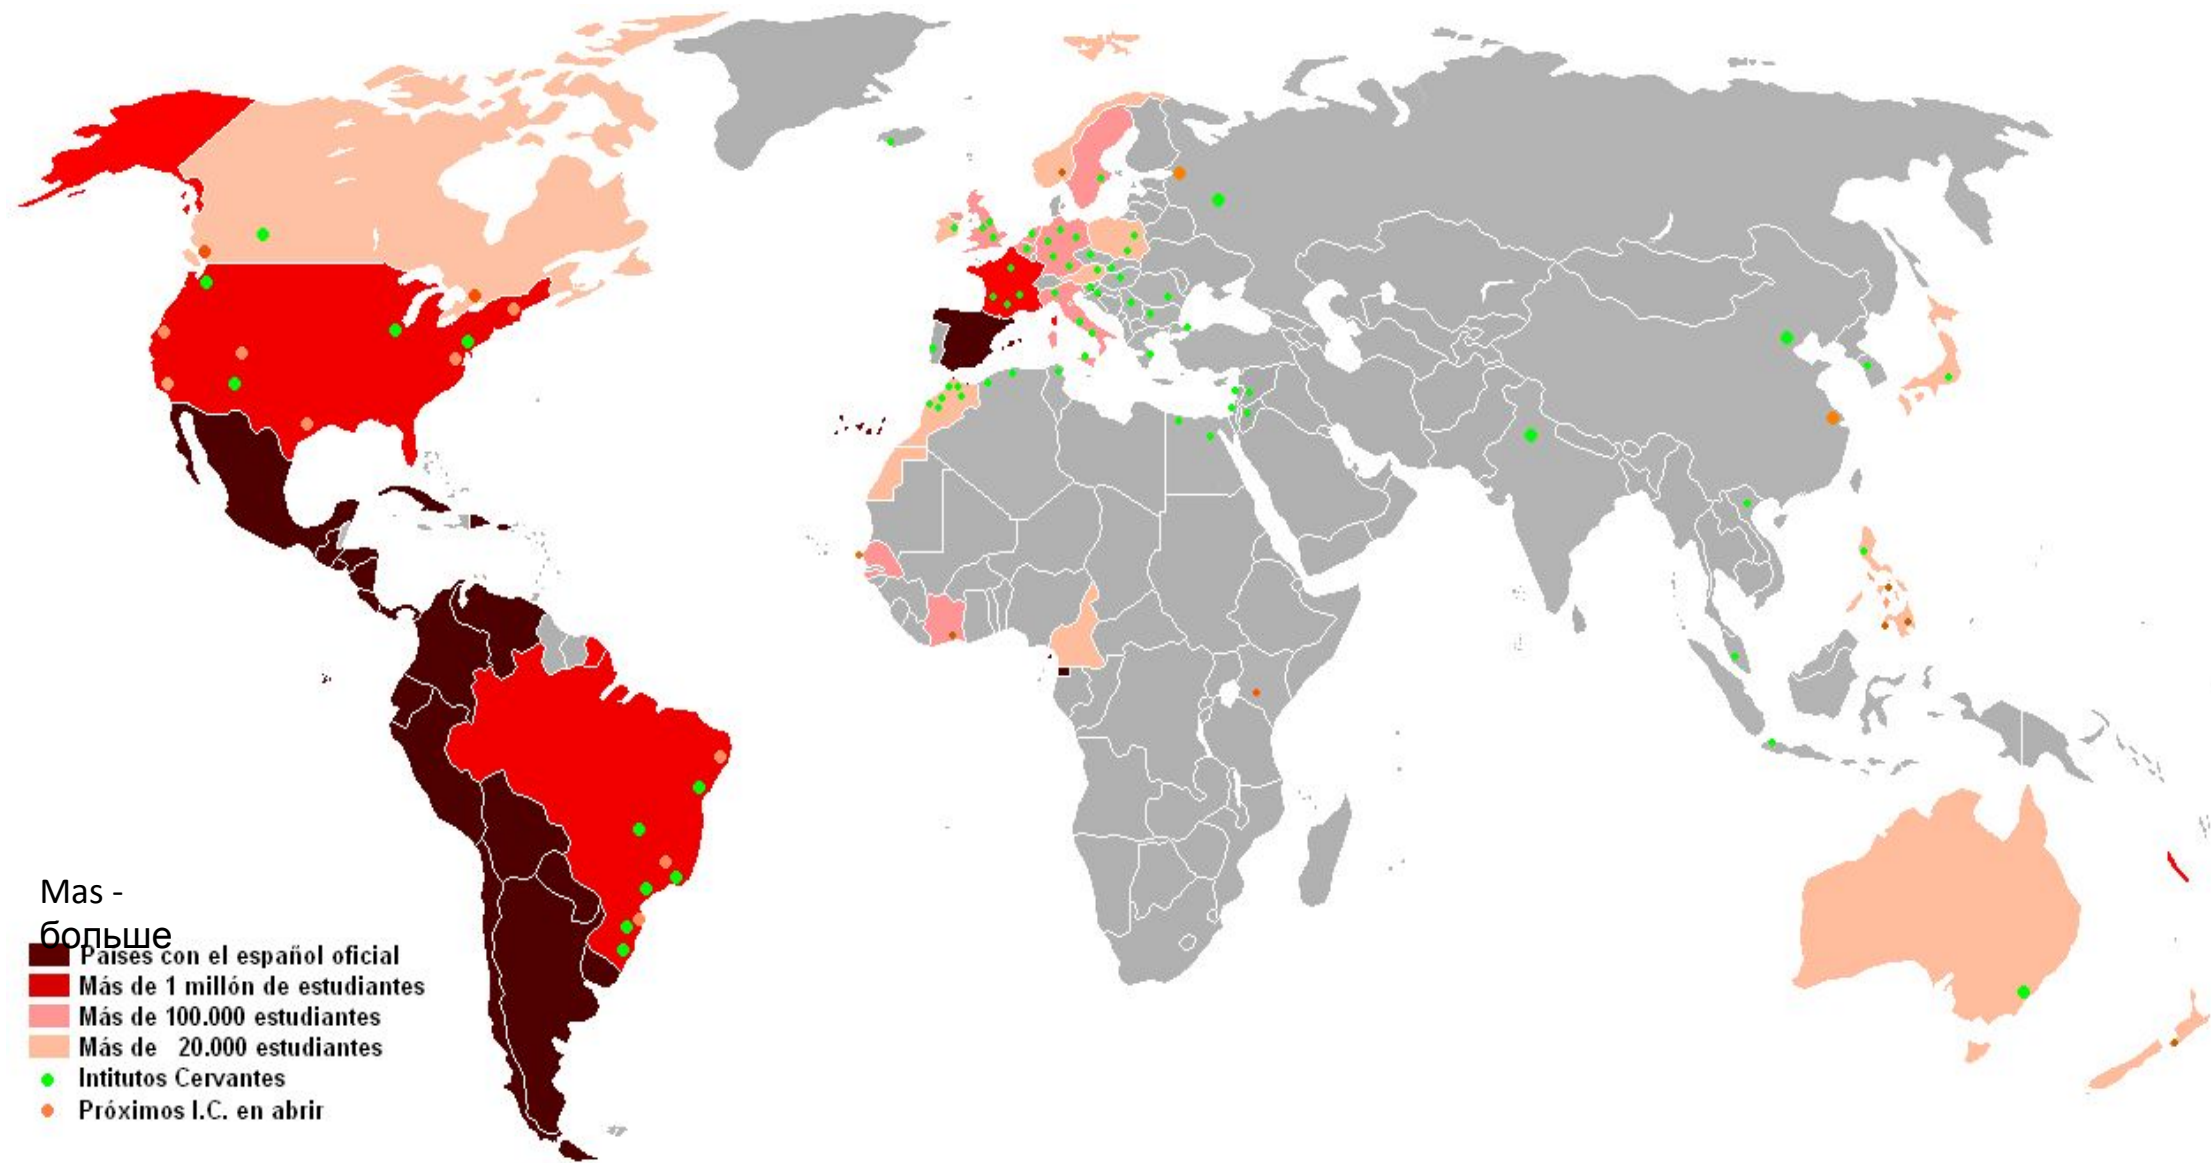 Mas -
больше
Países con el español oficial
Más de 1 millón de estudiantes
Más de 100.000 estudiantes
Más de 20.000 estudiantes
Intitutos Cervantes
Próximos I.C. en abrir